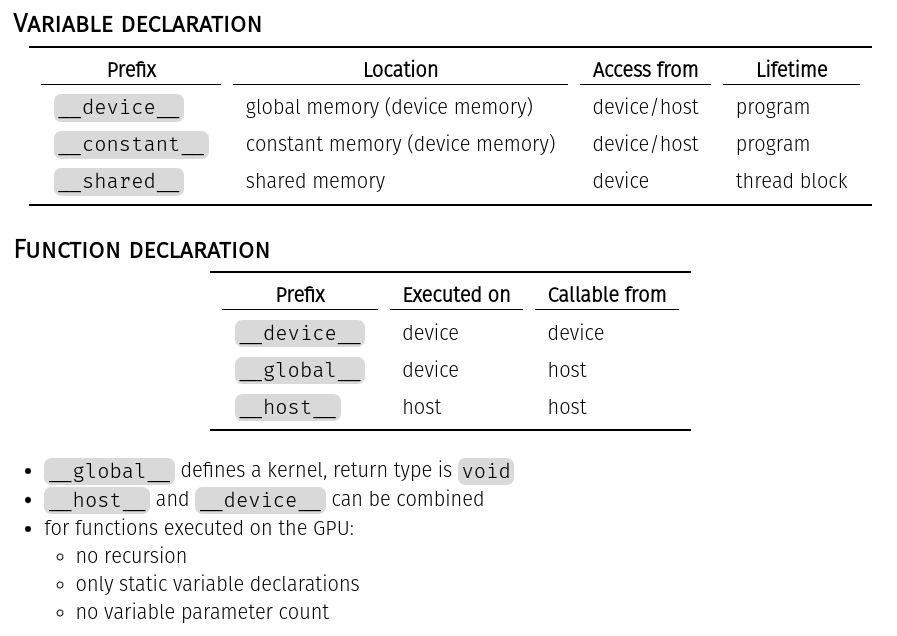 VARIABLE DECLARATION
Prefix Location Access from Lifetime
__device__ global memory (device memory) device/host program
__constant__ constant memory (device memory) device/host program
__shared__ shared memory device thread block
FUNCTION DECLARATION
Prefix Executed on Callable from
__device__ device device
__global__ device host
__host__ host host
• __global__ defines a kernel, return type is void
• __host__ and __device__ can be combined
• for functions executed on the GPU:
◦ no recursion
◦ only static variable declarations
◦ no variable parameter count